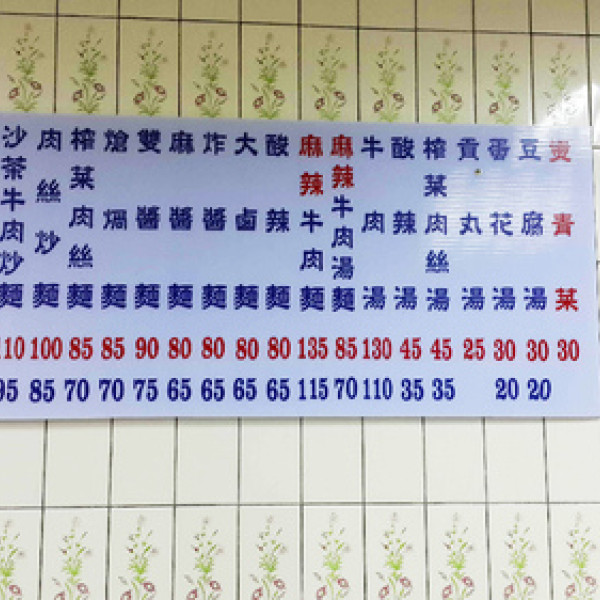 沙茶牛肉炒麵
肉絲炒麵
榨菜肉絲麵
熗焗麵
雙醬麵
麻醬麵
炸醬麵
大鹵麵
酸辣麵
麻辣牛肉麵
麻辣牛肉湯麵
牛肉湯
酸辣湯
榨菜肉絲湯
貢丸湯
蛋花湯
豆腐湯
青菜
110 100 85 85 90 80 80 80 80 135 85 130 45 45 25 30 30 30
95 85 70 70 75 65 65 65 65 115 70 110 35 35 20 20